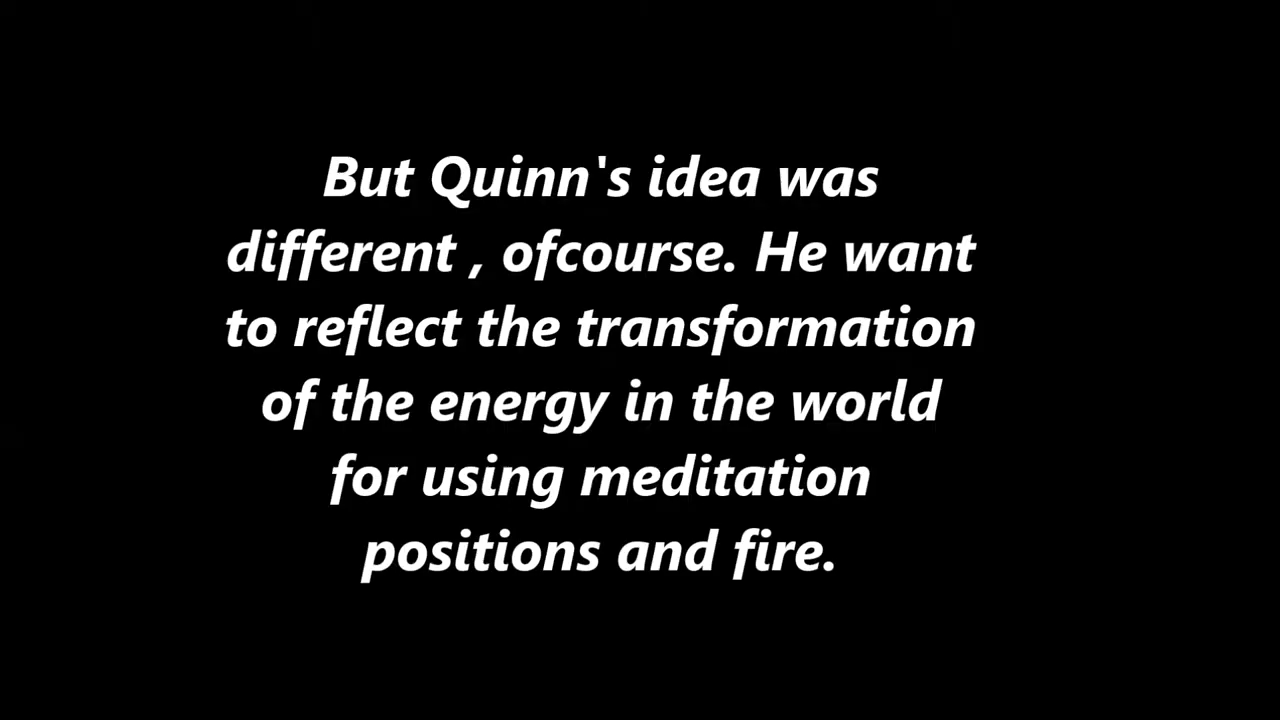 But Quinn's idea was
different , ofcourse. He want
to reflect the transformation
of the energy in the world
for using meditation
positions and fire.